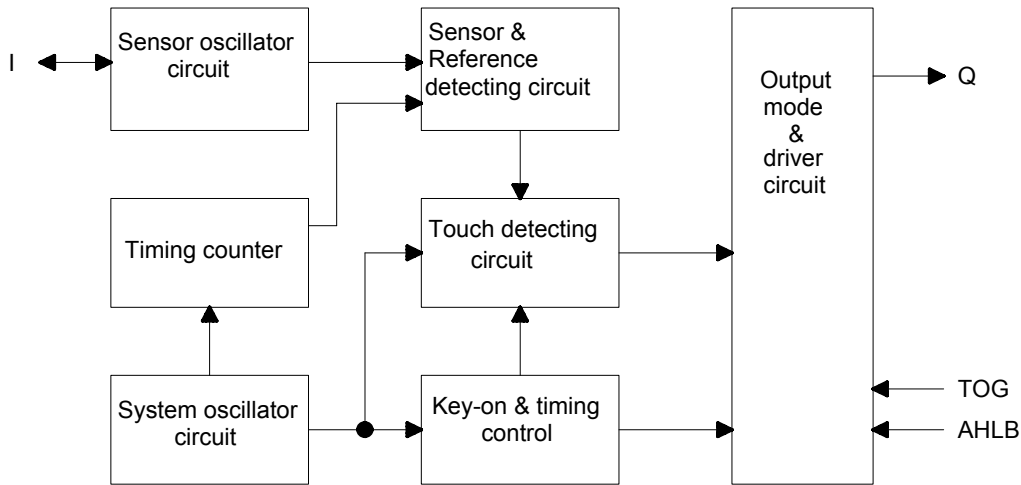 I
Sensor oscillator
circuit
Sensor &
Reference
detecting circuit
Output
mode
&
driver
circuit
Q
Timing counter
Touch detecting
circuit
System oscillator
circuit
Key-on & timing
control
TOG
AHLB